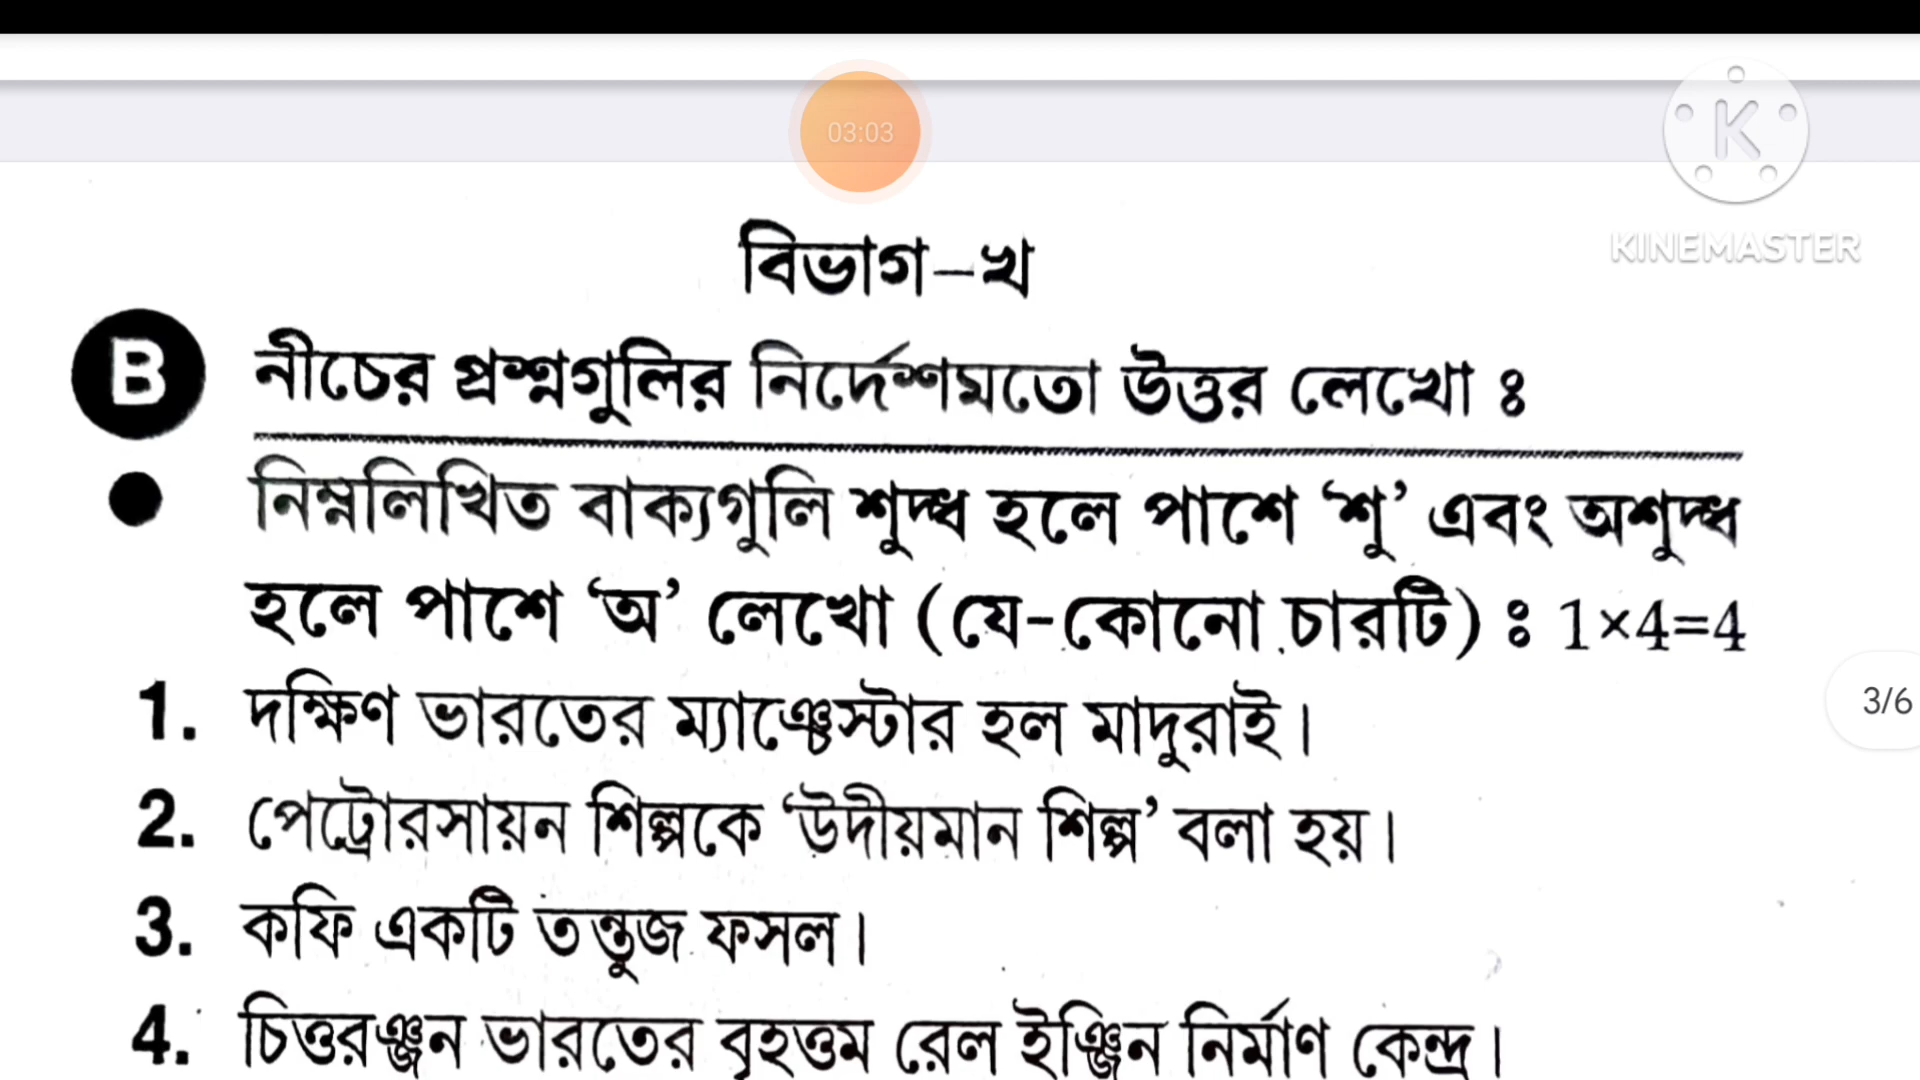 03:03
K
KINEMASTER
বিভাগ–খ
B নীচের প্রশ্নগুলির নির্দেশমতো উত্তর লেখো ঃ
● নিম্নলিখিত বাক্যগুলি শুদ্ধ হলে পাশে ‘শু’ এবং অশুদ্ধ
হলে পাশে ‘অ’ লেখো (যে-কোনো চারটি) ঃ 1×4=4
1. দক্ষিণ ভারতের ম্যাঞ্চেস্টার হল মাদুরাই।
3/6
2. পেট্রোরসায়ন শিল্পকে ‘উদীয়মান শিল্প’ বলা হয়।
3. কফি একটি তন্তুজ ফসল।
4. চিত্তরঞ্জন ভারতের বৃহত্তম রেল ইঞ্জিন নির্মাণ কেন্দ্র।